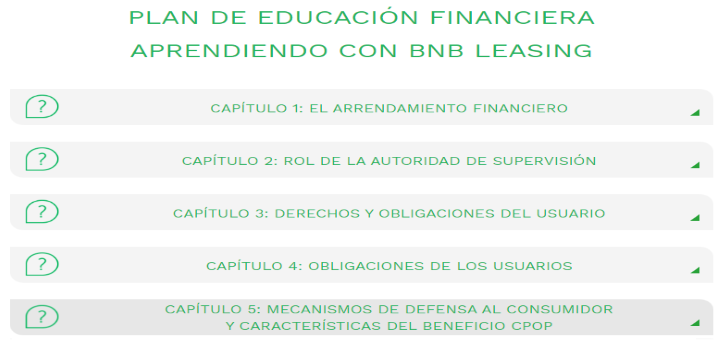 PLAN DE EDUCACIÓN FINANCIERA
APRENDIENDO CON BNB LEASING
?
CAPÍTULO 1: EL ARRENDAMIENTO FINANCIERO
?
CAPÍTULO 2: ROL DE LA AUTORIDAD DE SUPERVISIÓN
?
CAPÍTULO 3: DERECHOS Y OBLIGACIONES DEL USUARIO
?
CAPÍTULO 4: OBLIGACIONES DE LOS USUARIOS
?
CAPÍTULO 5: MECANISMOS DE DEFENSA AL CONSUMIDOR
Y CARACTERÍSTICAS DEL BENEFICIO CPOP